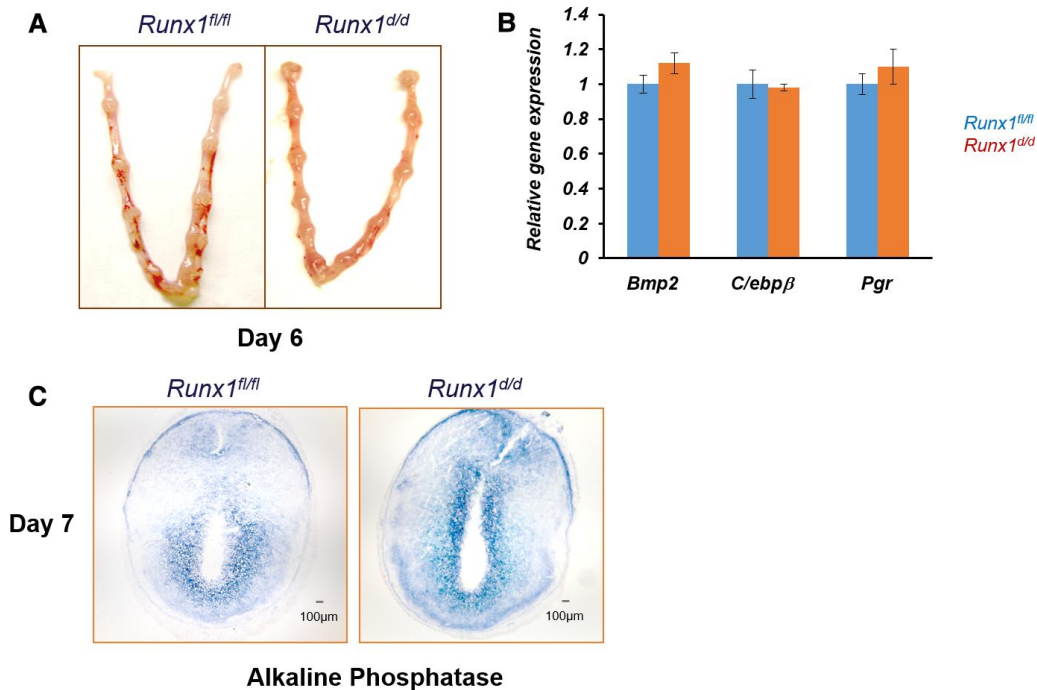 A
Runx1fl/fl
Runx1d/d
Day 6
B
Relative gene expression
1.4
1.2
1
0.8
0.6
0.4
0.2
0
Bmp2
C/ebpβ
Pgr
Runx1fl/fl
Runx1d/d
C
Runx1fl/fl
Runx1d/d
Day 7
100μm
100μm
Alkaline Phosphatase